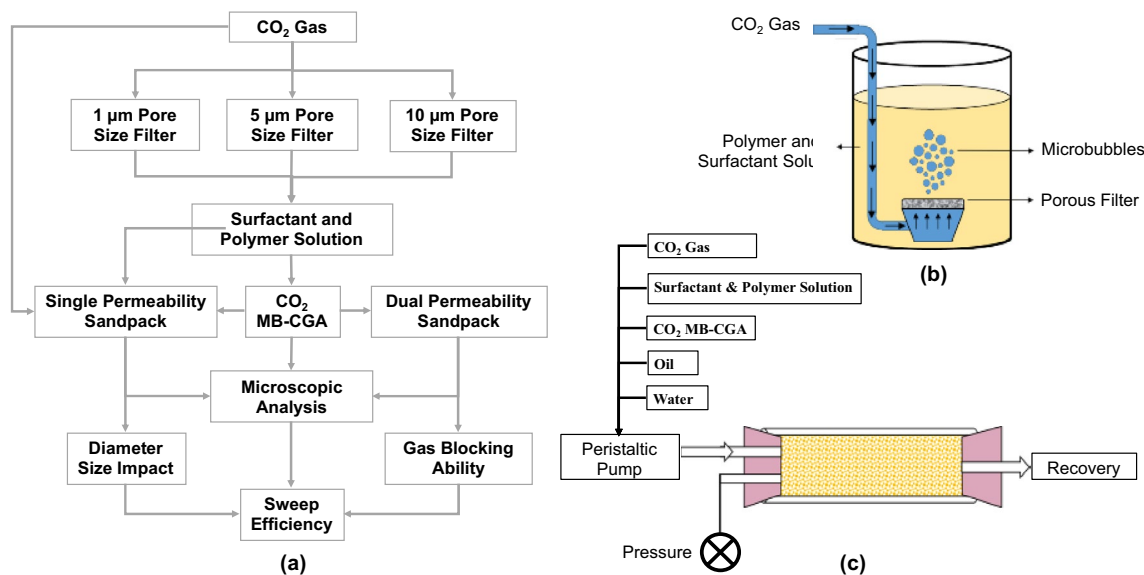 CO₂ Gas
1 µm Pore
Size Filter
5 µm Pore
Size Filter
10 µm Pore
Size Filter
Surfactant and
Polymer Solution
Single Permeability
Sandpack
CO₂
MB-CGA
Dual Permeability
Sandpack
Microscopic
Analysis
Diameter
Size Impact
Gas Blocking
Ability
Sweep
Efficiency
(a)
CO₂ Gas
Polymer and
Surfactant Solu
Microbubbles
Porous Filter
(b)
CO₂ Gas
Surfactant & Polymer Solution
CO₂ MB-CGA
Oil
Water
Peristaltic
Pump
Recovery
Pressure
(c)